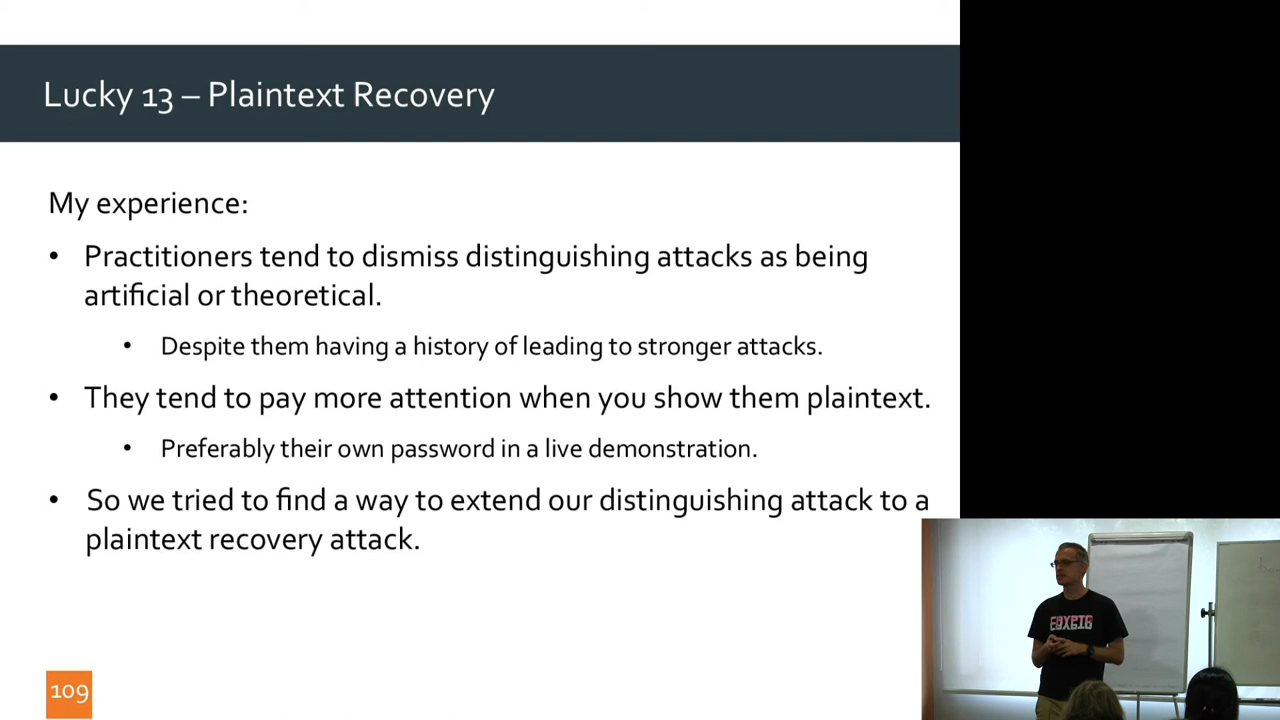 Lucky 13 – Plaintext Recovery
My experience:
• Practitioners tend to dismiss distinguishing attacks as being
artificial or theoretical.
• Despite them having a history of leading to stronger attacks.
• They tend to pay more attention when you show them plaintext.
• Preferably their own password in a live demonstration.
• So we tried to find a way to extend our distinguishing attack to a
plaintext recovery attack.
109